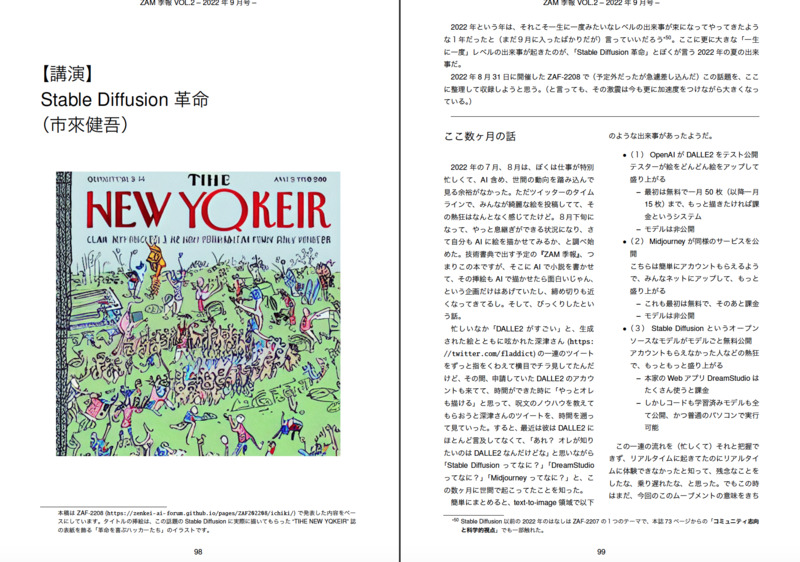 ZAM 季報 VOL.2 – 2022 年 9 月号 –
【講演】
Stable Diffusion 革命
(市來健吾)
TIHE
NEW YQKEIR
本稿は ZAF-2208 (https://zenkei-ai-forum.github.io/pages/ZAF202208/ichiki/) で発表した内容をベー
スにしています。タイトルの挿絵は、この話題の Stable Diffusion に実際に描いてもらった "TIHE NEW YQKEIR" 誌
の表紙を飾る「革命を喜ぶハッカーたち」のイラストです。
98
ZAM 季報 VOL.2 – 2022 年 9 月号 –
2022 年という年は、それこそ一生に一度みたいなレベルの出来事が束になってやってきたよう
な１年だったと（まだ９月に入ったばかりだが）言っていいだろう*50。ここに更に大きな「一生
に一度」レベルの出来事が起きたのが、「Stable Diffusion 革命」とぼくが言う 2022 年の夏の出来
事だ。
2022 年 8 月 31 日に開催した ZAF-2208 で（予定外だったが急遽差し込んだ）この話題を、ここ
に整理して収録しようと思う。（と言っても、その激震は今も更に加速度をつけながら大きくなっ
ている。）
ここ数ヶ月の話
2022 年の７月、８月は、ぼくは仕事が特別
忙しくて、AI 含め、世間の動向を踏み込んで
見る余裕がなかった。ただツイッターのタイム
ラインで、みんなが綺麗な絵を投稿してて、そ
の熱狂はなんとなく感じてたけど。８月下旬に
なって、やっと息継ぎができる状況になり、さ
て自分も AI に絵を描かせてみるか、と調べ始
めた。技術書典で出す予定の『ZAM 季報』、つ
まりこの本ですが、そこに AI で小説を書かせ
て、その挿絵も AI で描かせたら面白いじゃん、
という企画だけはあげていたし、締め切りも近
くなってきてるし。そして、びっくりしたとい
う話。
忙しいなか「DALLE2 がすごい」と、生成
された絵とともに呟かれた深津さん (https:
//twitter.com/fladdict) の一連のツイート
をずっと指をくわえて横目でチラ見してたんだ
けど、その間、申請していた DALLE2 のアカウ
ントも来てて、時間ができた時に「やっとオレ
も描ける」と思って、呪文のノウハウを教えて
もらおうと深津さんのツイートを、時間を遡っ
て見ていった。すると、最近は彼は DALLE2 に
ほとんど言及してなくて、「あれ？ オレが知り
たいのは DALLE2 なんだけどな」と思いながら
「Stable Diffusion ってなに？」「DreamStudio
ってなに？」「Midjourney ってなに？」と、こ
の数ヶ月に世間で起こってたことを知った。
簡単にまとめると、text-to-image 領域で以下
のような出来事があったようだ。
• （１） OpenAI が DALLE2 をテスト公開
テスターが絵をどんどん絵をアップして
盛り上がる
– 最初は無料で一月 50 枚（以降一月
15 枚）まで、もっと描きたければ課
金というシステム
– モデルは非公開
• （２） Midjourney が同様のサービスを公
開
こちらは簡単にアカウントもらえるよう
で、みんなネットにアップして、もっと
盛り上がる
– これも最初は無料で、そのあと課金
– モデルは非公開
• （３） Stable Diffusion というオープン
ソースなモデルがモデルごと無料公開
アカウントもらえなかった人などの熱狂
で、もっともっと盛り上がる
– 本家の Web アプリ DreamStudio は
たくさん使うと課金
– しかしコードも学習済みモデルも全
て公開、かつ普通のパソコンで実行
可能
この一連の流れを（忙しくて）それと把握で
きず、リアルタイムに起きてたのにリアルタイ
ムに体験できなかったと知って、残念なことを
したな、乗り遅れたな、と思った。でもこの時
はまだ、今回のこのムーブメントの意味をきち
*50 Stable Diffusion 以前の 2022 年のはなしは ZAF-2207 の１つのテーマで、本誌 73 ページからの「コミュニティ志向
と科学的視点」でも一部触れた。
99